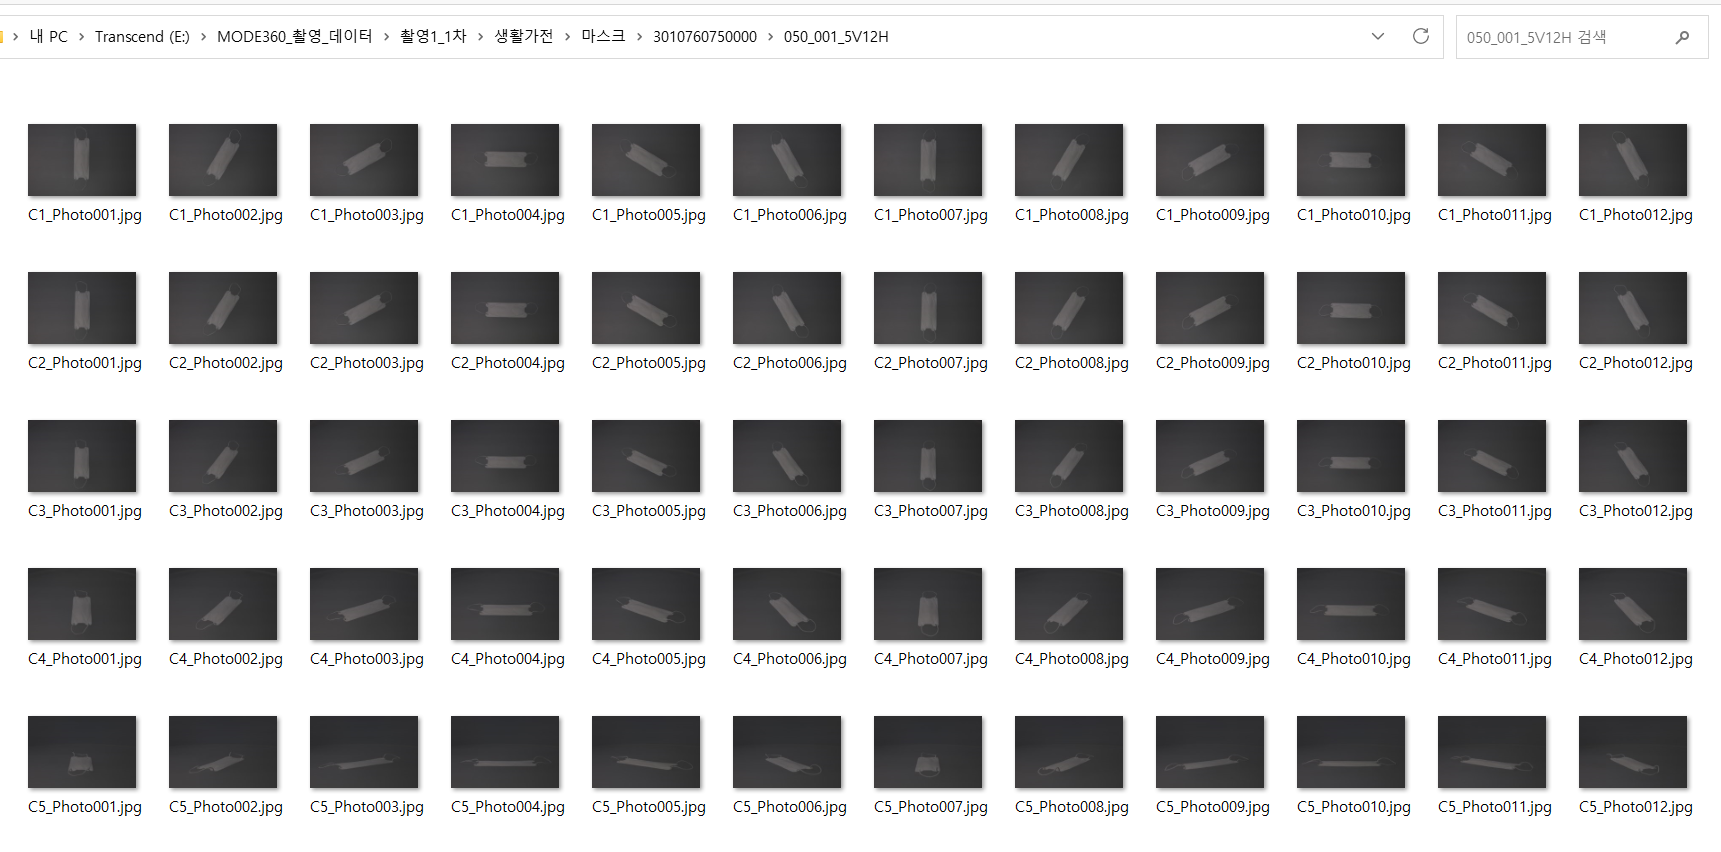 내 PC > Transcend (E:) > MODE360_촬영_데이터 > 촬영1_1차 > 생활가전 > 마스크 > 3010760750000 > 050_001_5V12H
050_001_5V12H 검색
C1_Photo001.jpg C1_Photo002.jpg C1_Photo003.jpg C1_Photo004.jpg C1_Photo005.jpg C1_Photo006.jpg C1_Photo007.jpg C1_Photo008.jpg C1_Photo009.jpg C1_Photo010.jpg C1_Photo011.jpg C1_Photo012.jpg
C2_Photo001.jpg C2_Photo002.jpg C2_Photo003.jpg C2_Photo004.jpg C2_Photo005.jpg C2_Photo006.jpg C2_Photo007.jpg C2_Photo008.jpg C2_Photo009.jpg C2_Photo010.jpg C2_Photo011.jpg C2_Photo012.jpg
C3_Photo001.jpg C3_Photo002.jpg C3_Photo003.jpg C3_Photo004.jpg C3_Photo005.jpg C3_Photo006.jpg C3_Photo007.jpg C3_Photo008.jpg C3_Photo009.jpg C3_Photo010.jpg C3_Photo011.jpg C3_Photo012.jpg
C4_Photo001.jpg C4_Photo002.jpg C4_Photo003.jpg C4_Photo004.jpg C4_Photo005.jpg C4_Photo006.jpg C4_Photo007.jpg C4_Photo008.jpg C4_Photo009.jpg C4_Photo010.jpg C4_Photo011.jpg C4_Photo012.jpg
C5_Photo001.jpg C5_Photo002.jpg C5_Photo003.jpg C5_Photo004.jpg C5_Photo005.jpg C5_Photo006.jpg C5_Photo007.jpg C5_Photo008.jpg C5_Photo009.jpg C5_Photo010.jpg C5_Photo011.jpg C5_Photo012.jpg